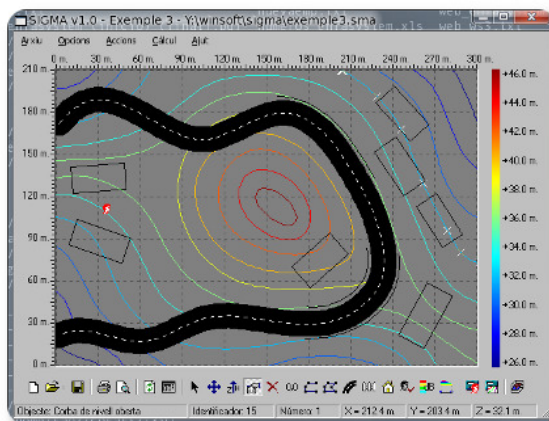 SIGMA v1.0 - Exemple 3 - Y:\winsoft\sigma\exemple3.sma
Arxiu Opcions Accions Càlcul Ajut
0 m. 30 m. 60 m. 90 m. 120 m. 150 m. 180 m. 210 m. 240 m. 270 m. 300 m.
210 m.
180 m.
150 m.
120 m.
90 m.
60 m.
30 m.
0 m.
+46.0 m.
+44.0 m.
+42.0 m.
+40.0 m.
+38.0 m.
+36.0 m.
+34.0 m.
+32.0 m.
+30.0 m.
+28.0 m.
+26.0 m.
Objecte: Corba de nivell oberta Identificador: 15 Número: 1 X = 212.4 m. Y = 203.4 m. Z = 32.1 m.